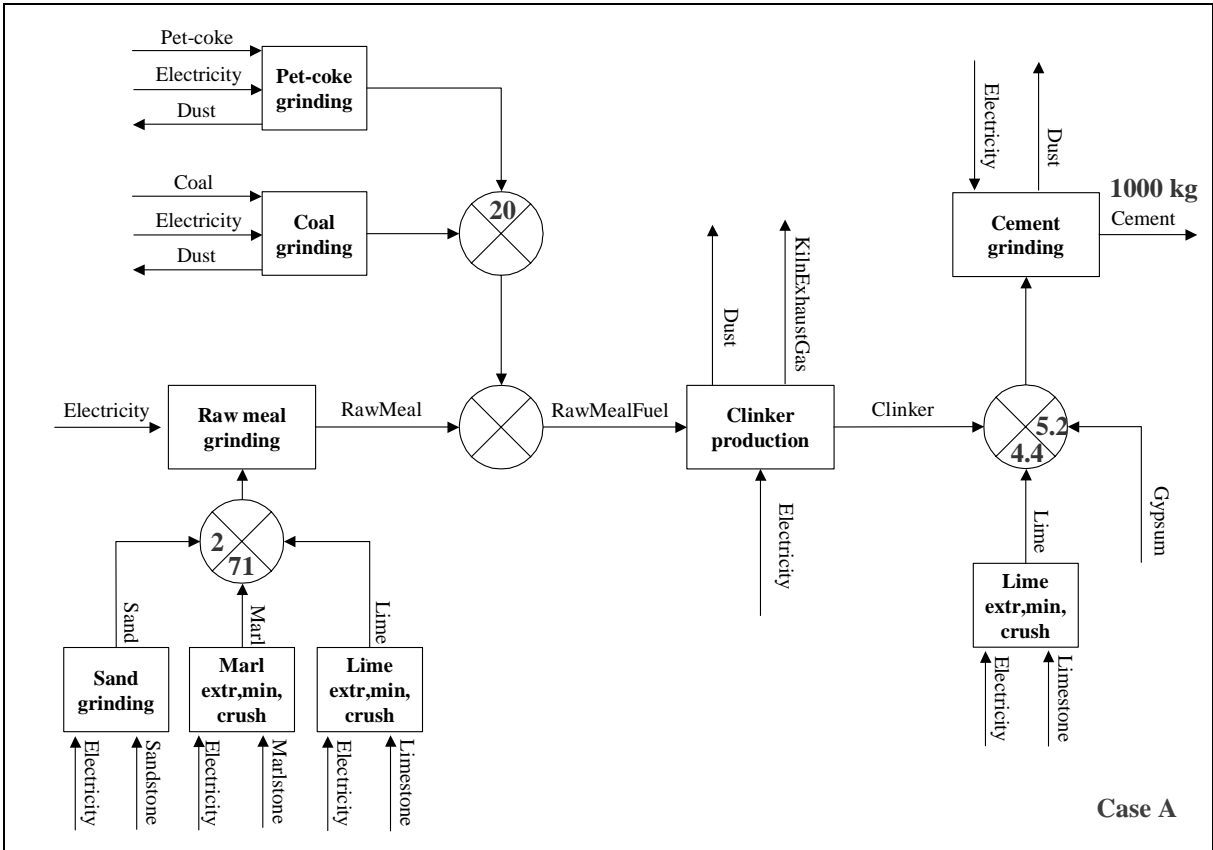 Pet-coke
Electricity
Dust
Pet-coke
grinding
Coal
Electricity
Dust
Coal
grinding
20
Electricity
Raw meal
grinding
RawMeal
RawMealFuel
2
71
Sand
Marl
Lime
Sand
grinding
Marl
extr,min,
crush
Lime
extr,min,
crush
Electricity
Sandstone
Electricity
Marlstone
Electricity
Limestone
Dust
KilnExhaustGas
Clinker
production
Electricity
Clinker
Electricity
Dust
Cement
grinding
1000 kg
Cement
5.2
4.4
Gypsum
Lime
Lime
extr,min,
crush
Electricity
Limestone
Case A